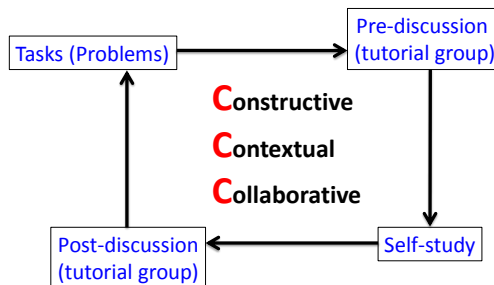 Tasks (Problems)
Pre-discussion
(tutorial group)
Constructive
Contextual
Collaborative
Post-discussion
(tutorial group)
Self-study